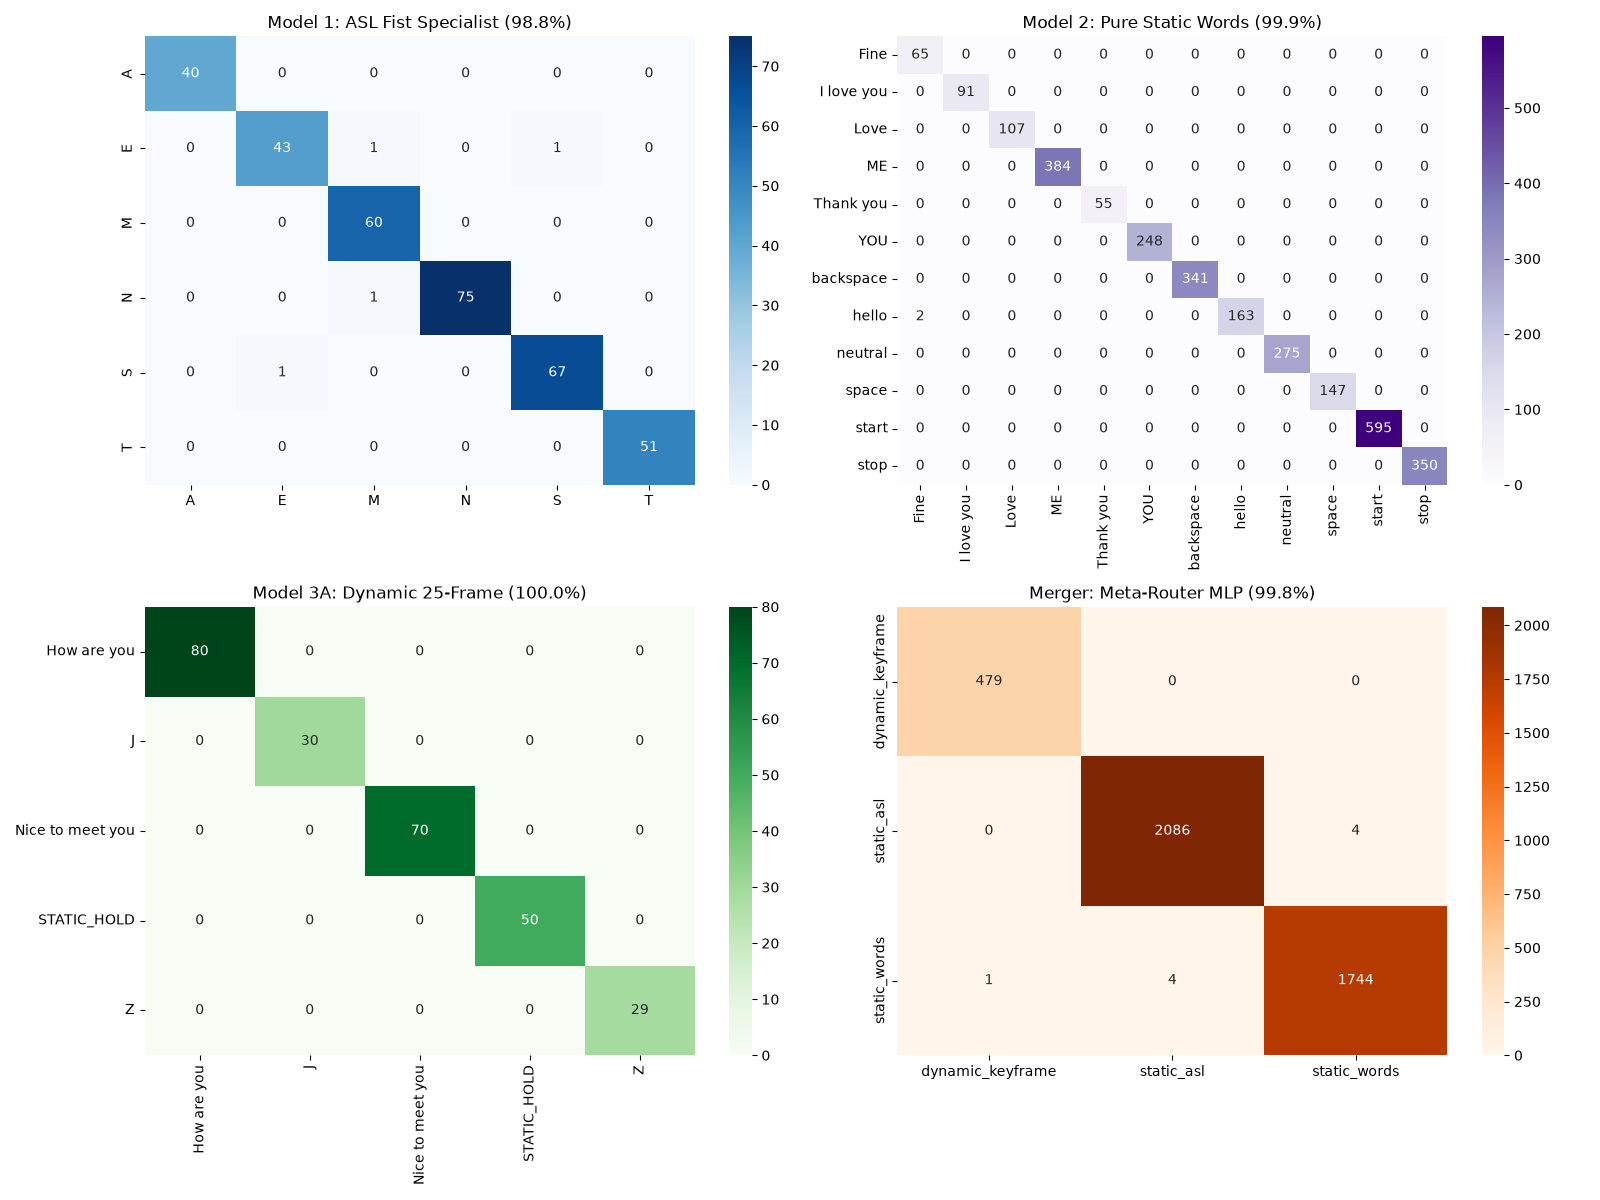 Model 1: ASL Fist Specialist (98.8%)
A 40 0 0 0 0 0
E 0 43 1 0 1 0
M 0 0 60 0 0 0
N 0 0 1 75 0 0
S 0 1 0 0 67 0
T 0 0 0 0 0 51
A E M N S T
70
60
50
40
30
20
10
0
Model 2: Pure Static Words (99.9%)
Fine 65 0 0 0 0 0 0 0 0 0 0 0
I love you 0 91 0 0 0 0 0 0 0 0 0 0
Love 0 0 107 0 0 0 0 0 0 0 0 0
ME 0 0 0 384 0 0 0 0 0 0 0 0
Thank you 0 0 0 0 55 0 0 0 0 0 0 0
YOU 0 0 0 0 0 248 0 0 0 0 0 0
backspace 0 0 0 0 0 0 341 0 0 0 0 0
hello 2 0 0 0 0 0 0 163 0 0 0 0
neutral 0 0 0 0 0 0 0 0 275 0 0 0
space 0 0 0 0 0 0 0 0 0 147 0 0
start 0 0 0 0 0 0 0 0 0 0 595 0
stop 0 0 0 0 0 0 0 0 0 0 0 350
Fine I love you Love ME Thank you YOU backspace hello neutral space start stop
500
400
300
200
100
0
Model 3A: Dynamic 25-Frame (100.0%)
How are you 80 0 0 0 0
J 0 30 0 0 0
Nice to meet you 0 0 70 0 0
STATIC_HOLD 0 0 0 50 0
Z 0 0 0 0 29
How are you J Nice to meet you STATIC_HOLD Z
80
70
60
50
40
30
20
10
0
Merger: Meta-Router MLP (99.8%)
dynamic_keyframe 479 0 0
static_asl 0 2086 4
static_words 1 4 1744
dynamic_keyframe static_asl static_words
2000
1750
1500
1250
1000
750
500
250
0